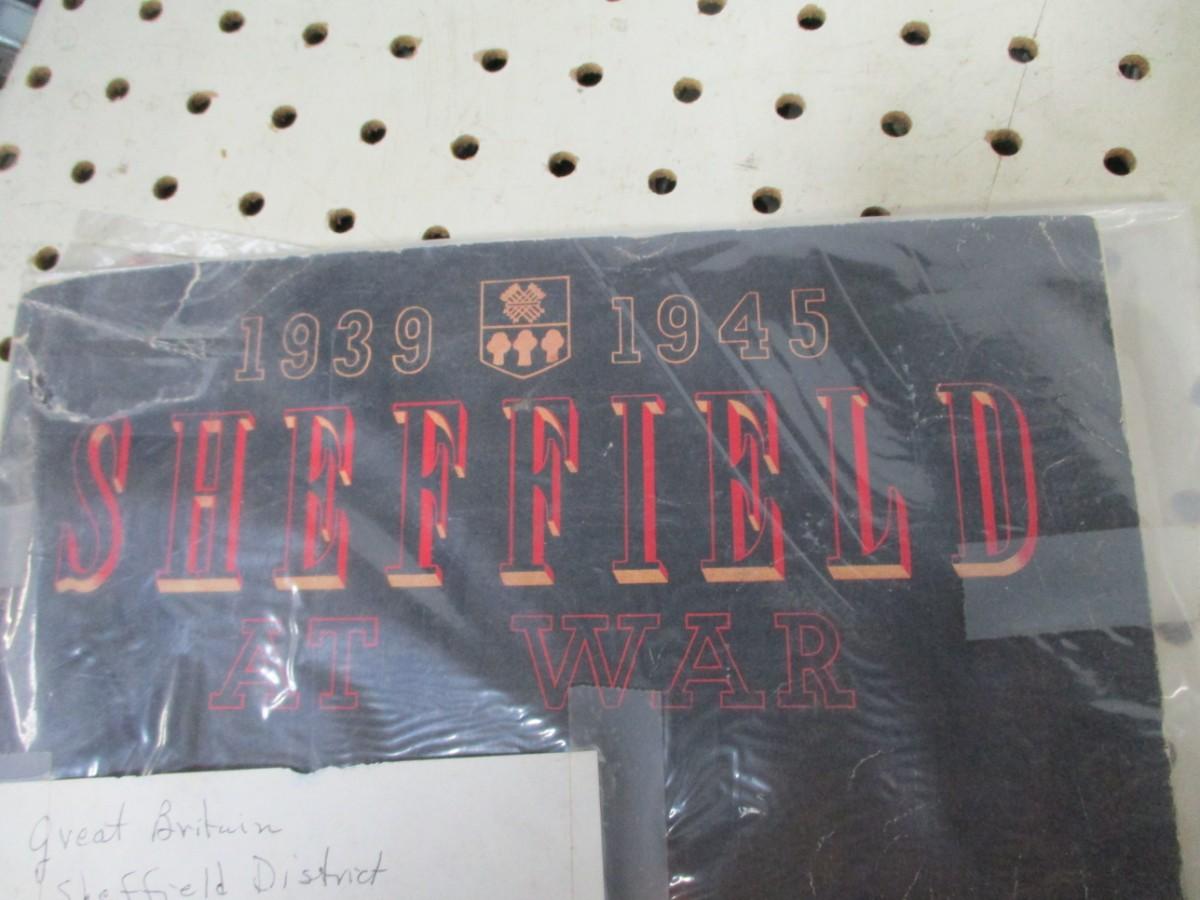 1939 1945
SHEFFIELD
AT WAR
Great Britain
Sheffield District